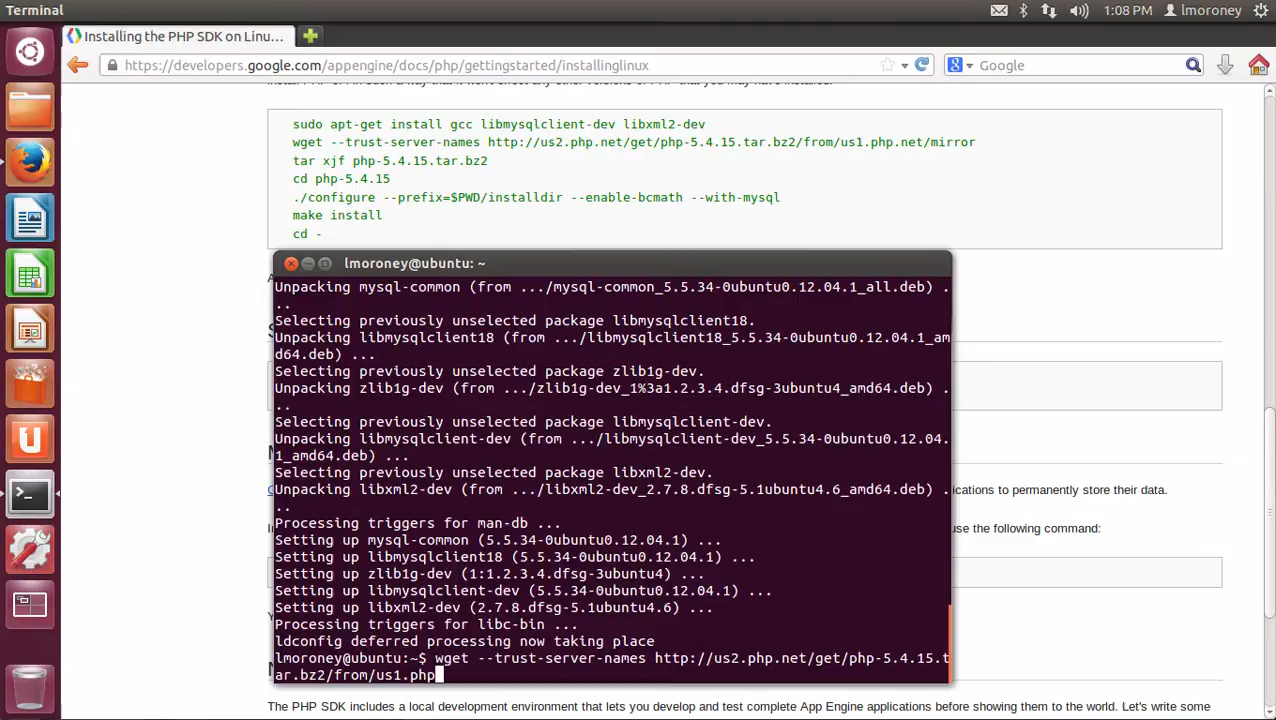 Terminal
1:08 PM
lmoroney
Installing the PHP SDK on Linu...
https://developers.google.com/appengine/docs/php/gettingstarted/installinglinux
Google
sudo apt-get install gcc libmysqlclient-dev libxml2-dev
wget --trust-server-names http://us2.php.net/get/php-5.4.15.tar.bz2/from/us1.php.net/mirror
tar xjf php-5.4.15.tar.bz2
cd php-5.4.15
./configure --prefix=$PWD/installdir --enable-bcmath --with-mysql
make install
cd -
lmoroney@ubuntu: ~
Unpacking mysql-common (from .../mysql-common_5.5.34-0ubuntu0.12.04.1_all.deb) .
..
Selecting previously unselected package libmysqlclient18.
Unpacking libmysqlclient18 (from .../libmysqlclient18_5.5.34-0ubuntu0.12.04.1_am
d64.deb) ...
Selecting previously unselected package zlib1g-dev.
Unpacking zlib1g-dev (from .../zlib1g-dev_1%3a1.2.3.4.dfsg-3ubuntu4_amd64.deb) .
..
Selecting previously unselected package libmysqlclient-dev.
Unpacking libmysqlclient-dev (from .../libmysqlclient-dev_5.5.34-0ubuntu0.12.04.
1_amd64.deb) ...
Selecting previously unselected package libxml2-dev.
Unpacking libxml2-dev (from .../libxml2-dev_2.7.8.dfsg-5.1ubuntu4.6_amd64.deb) .
..
Processing triggers for man-db ...
Setting up mysql-common (5.5.34-0ubuntu0.12.04.1) ...
Setting up libmysqlclient18 (5.5.34-0ubuntu0.12.04.1) ...
Setting up zlib1g-dev (1:1.2.3.4.dfsg-3ubuntu4) ...
Setting up libmysqlclient-dev (5.5.34-0ubuntu0.12.04.1) ...
Setting up libxml2-dev (2.7.8.dfsg-5.1ubuntu4.6) ...
Processing triggers for libc-bin ...
ldconfig deferred processing now taking place
lmoroney@ubuntu:~$ wget --trust-server-names http://us2.php.net/get/php-5.4.15.t
ar.bz2/from/us1.php
ications to permanently store their data.
use the following command:
The PHP SDK includes a local development environment that lets you develop and test complete App Engine applications before showing them to the world. Let's write some